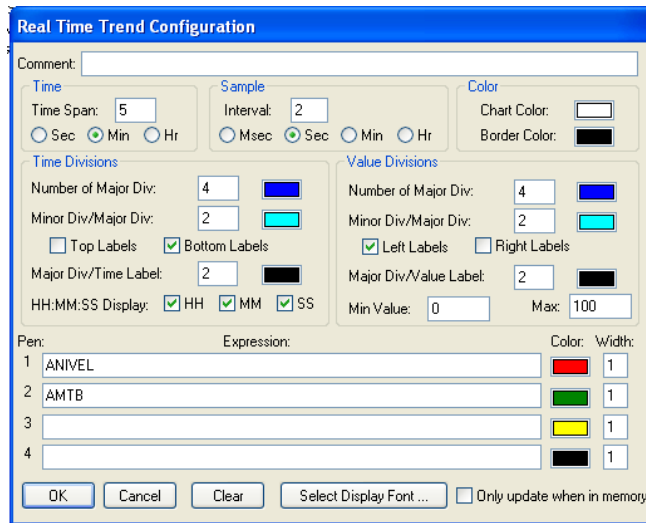 Real Time Trend Configuration
Comment:
Time
Sample
Color
Time Span: 5
Interval: 2
Chart Color:
Sec Min Hr
Msec Sec Min Hr
Border Color:
Time Divisions
Value Divisions
Number of Major Div: 4
Number of Major Div: 4
Minor Div/Major Div: 2
Minor Div/Major Div: 2
Top Labels Bottom Labels
Left Labels Right Labels
Major Div/Time Label: 2
Major Div/Value Label: 2
HH:MM:SS Display: HH MM SS
Min Value: 0 Max: 100
Pen: Expression: Color: Width:
1 ANIVEL 1
2 AMTB 1
3 1
4 1
OK Cancel Clear Select Display Font ... Only update when in memory